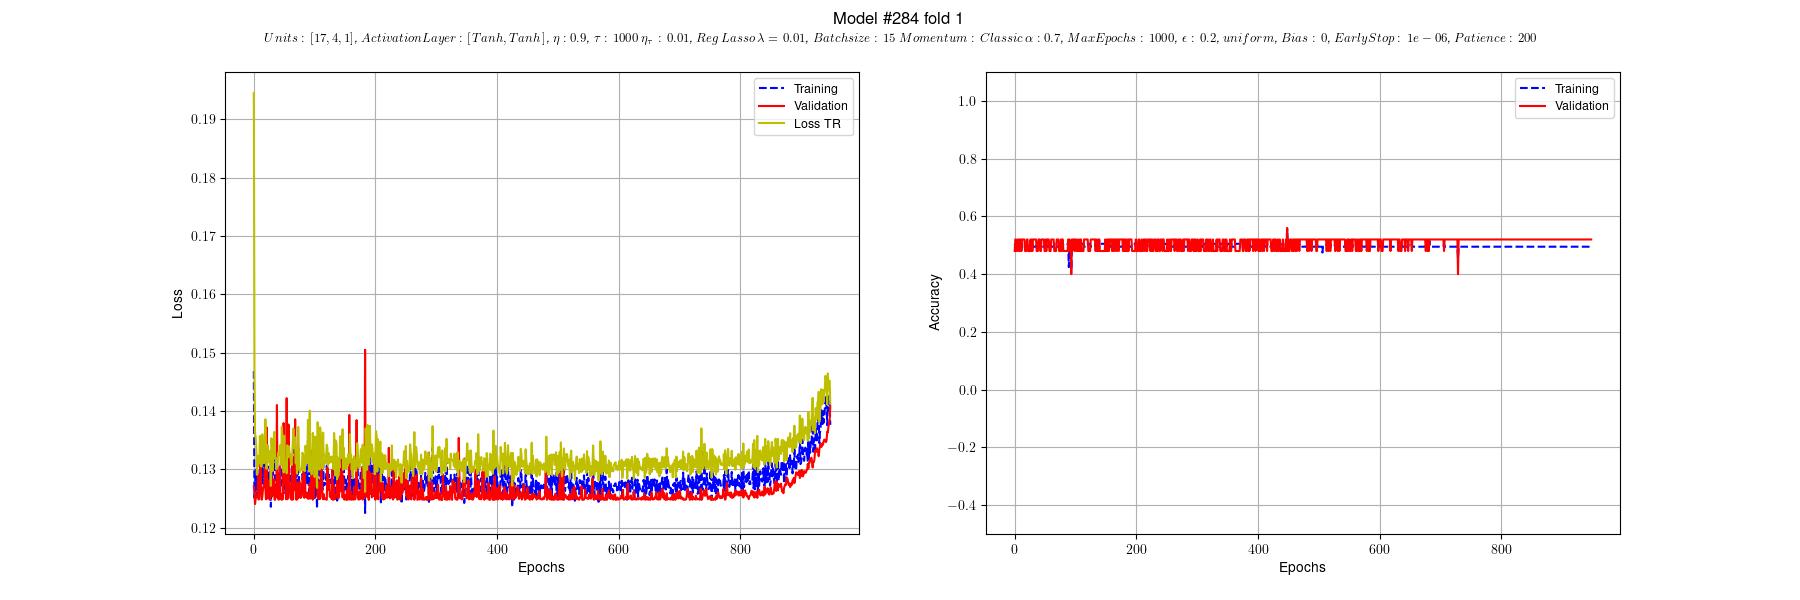 Model #284 fold 1
Units : [17, 4, 1], ActivationLayer : [Tanh, Tanh], η : 0.9, τ : 1000 η_τ : 0.01, Reg Lasso λ = 0.01, Batchsize : 15 Momentum : Classic α : 0.7, MaxEpochs : 1000, ϵ : 0.2, uniform, Bias : 0, EarlyStop : 1e − 06, Patience : 200
Training
Validation
Loss TR
0.19
0.18
0.17
0.16
0.15
0.14
0.13
0.12
Loss
0 200 400 600 800
Epochs
Training
Validation
1.0
0.8
0.6
0.4
0.2
0.0
−0.2
−0.4
Accuracy
0 200 400 600 800
Epochs